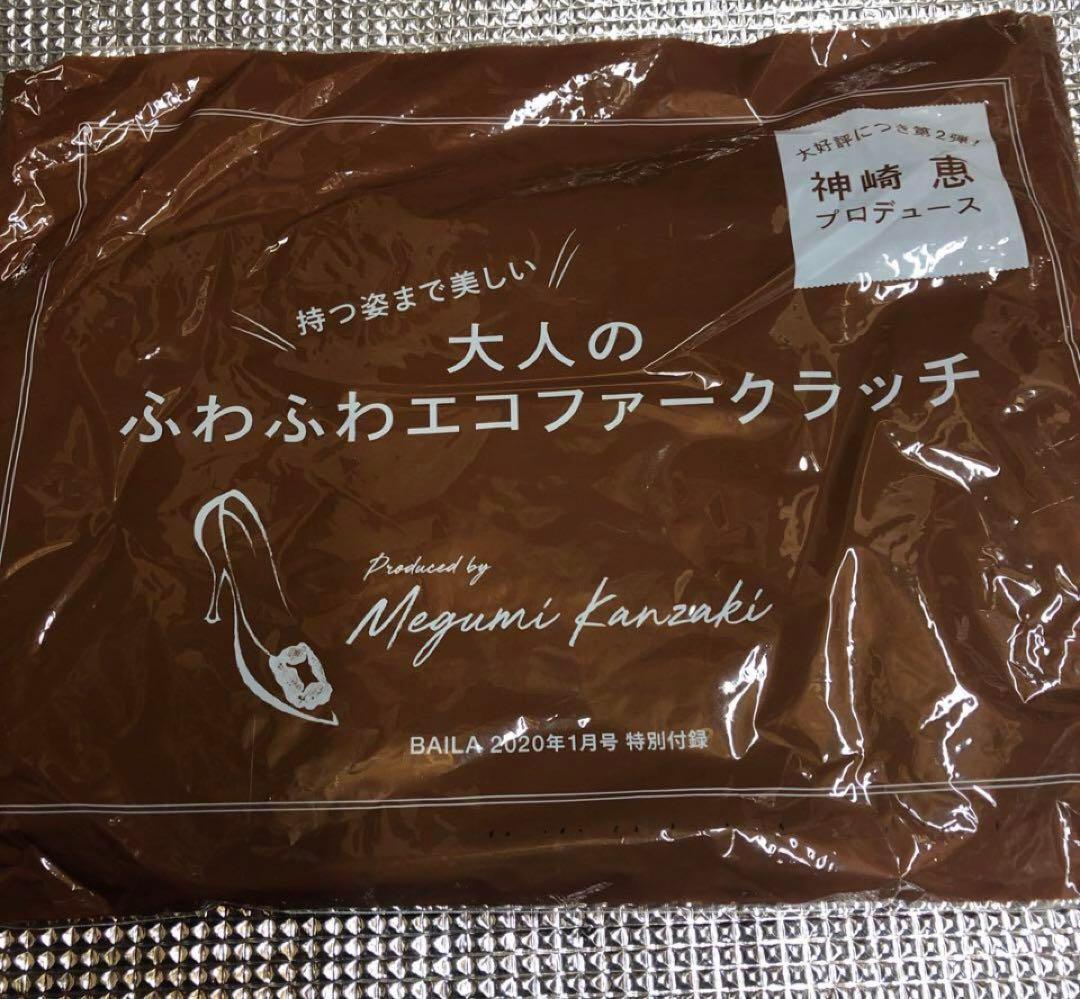 大好評につき第2弾!
神崎 恵
プロデュース
持つ姿まで美しい
大人の
ふわふわエコファークラッチ
Produced by
Megumi Kanzaki
BAILA 2020年1月号 特別付録